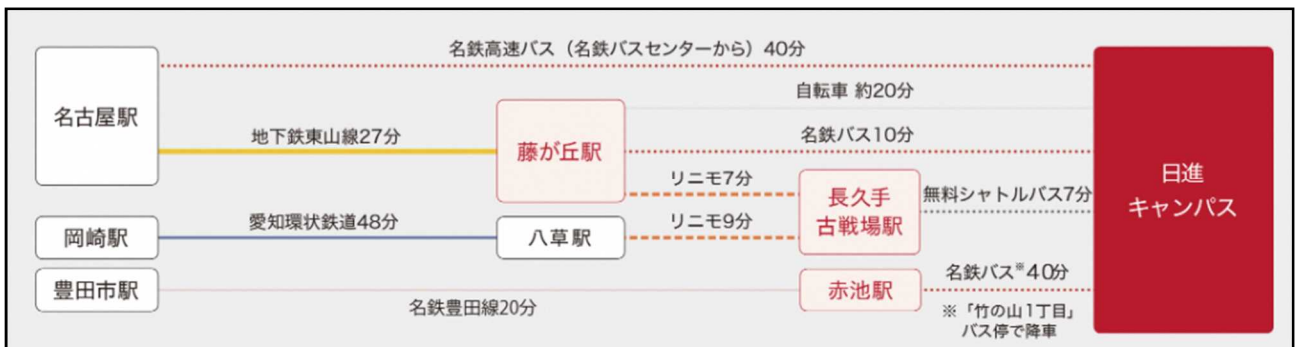 名鉄高速バス（名鉄バスセンターから）40分
自転車 約20分
名古屋駅
地下鉄東山線27分
藤が丘駅
名鉄バス10分
リニモ7分
長久手
古戦場駅
無料シャトルバス7分
日進
キャンパス
岡崎駅
愛知環状鉄道48分
八草駅
リニモ9分
豊田市駅
名鉄豊田線20分
赤池駅
名鉄バス※40分
※「竹の山1丁目」
バス停で降車